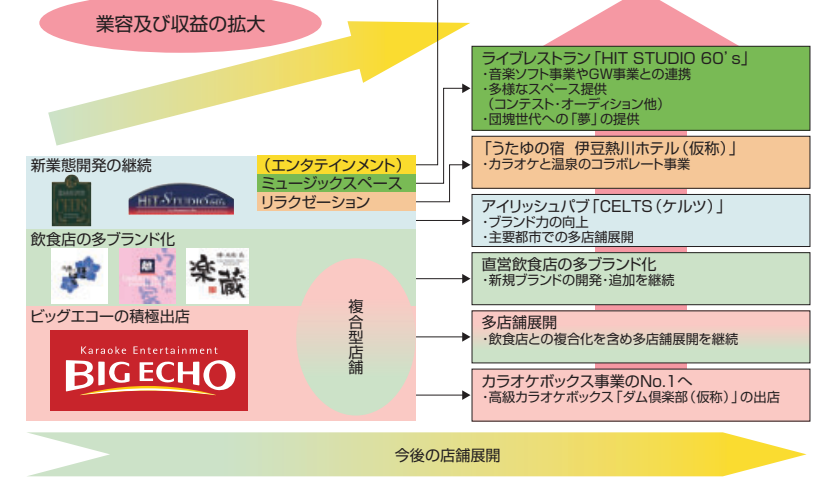 業容及び収益の拡大
ライブレストラン「HIT STUDIO 60's」
・音楽ソフト事業やGW事業との連携
・多様なスペース提供
（コンテスト・オーディション他）
・団塊世代への「夢」の提供
「うたゆの宿 伊豆熱川ホテル（仮称）」
・カラオケと温泉のコラボレート事業
アイリッシュパブ「CELTS（ケルツ）」
・ブランド力の向上
・主要都市での多店舗展開
直営飲食店の多ブランド化
・新規ブランドの開発・追加を継続
多店舗展開
・飲食店との複合化を含め多店舗展開を継続
カラオケボックス事業のNo.1へ
・高級カラオケボックス「ダム倶楽部（仮称）」の出店
新業態開発の継続
（エンタテインメント）
ミュージックスペース
リラクゼーション
CELTS
HIT STUDIO 60's
飲食店の多ブランド化
楽蔵
ビッグエコーの積極出店
Karaoke Entertainment
BIG ECHO
複合型店舗
今後の店舗展開